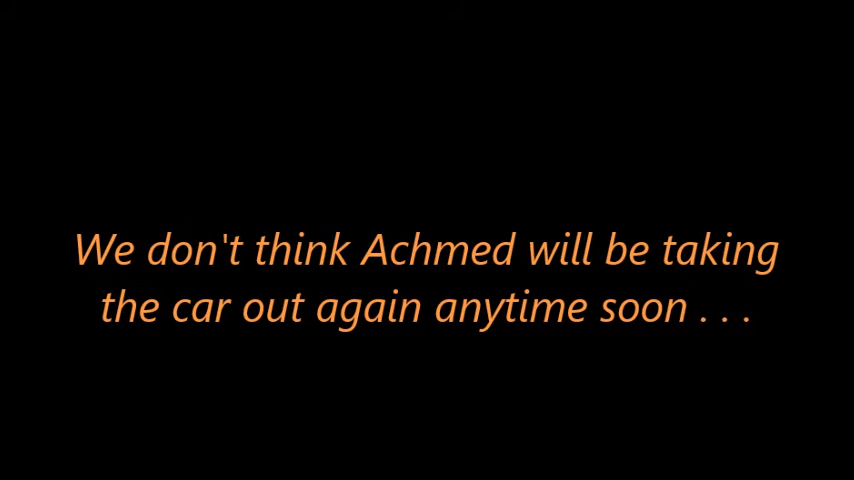 We don't think Achmed will be taking
the car out again anytime soon . . .